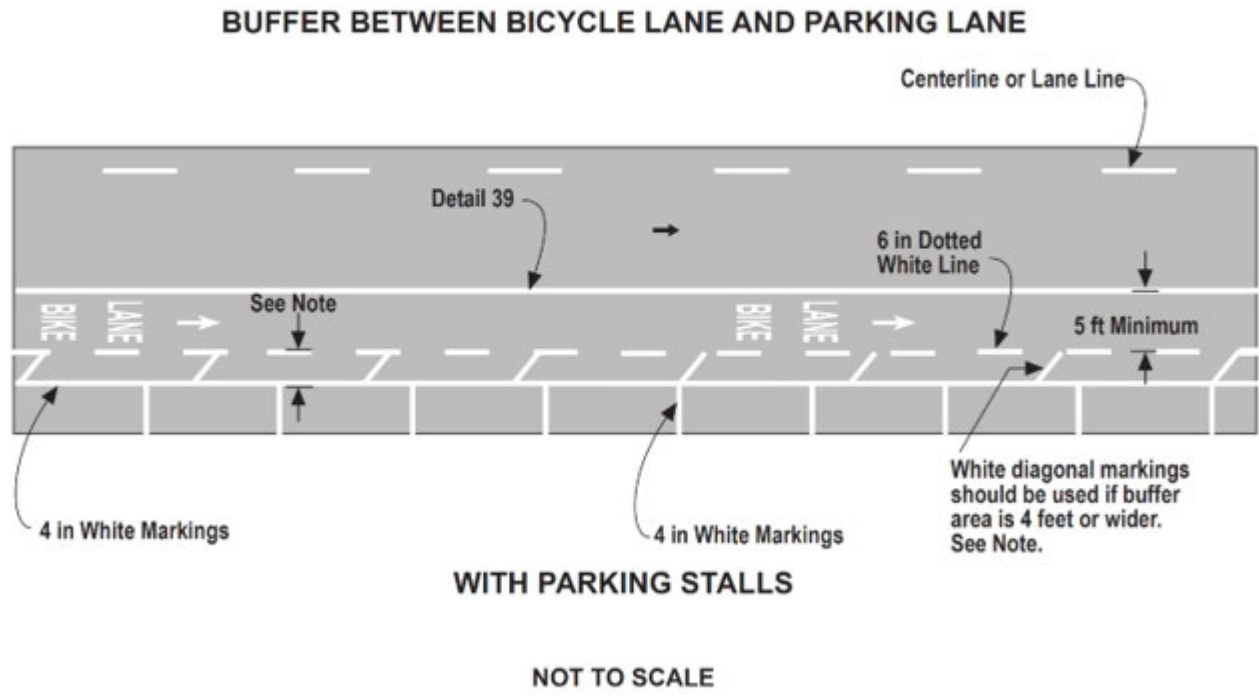 BUFFER BETWEEN BICYCLE LANE AND PARKING LANE
Centerline or Lane Line
Detail 39
6 in Dotted
White Line
See Note
BIKE
LANE
BIKE
LANE
5 ft Minimum
4 in White Markings
4 in White Markings
White diagonal markings
should be used if buffer
area is 4 feet or wider.
See Note.
WITH PARKING STALLS
NOT TO SCALE